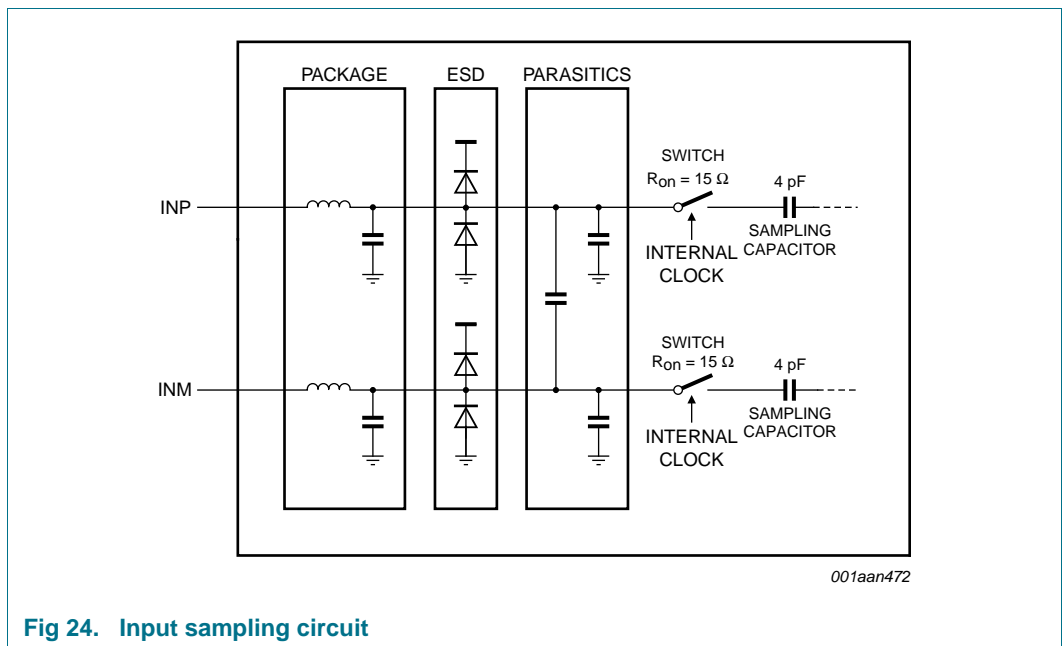 PACKAGE ESD PARASITICS
SWITCH
Ron = 15 Ω
4 pF
INP
SAMPLING
CAPACITOR
INTERNAL
CLOCK
SWITCH
Ron = 15 Ω
4 pF
INM
SAMPLING
CAPACITOR
INTERNAL
CLOCK
001aan472
Fig 24. Input sampling circuit